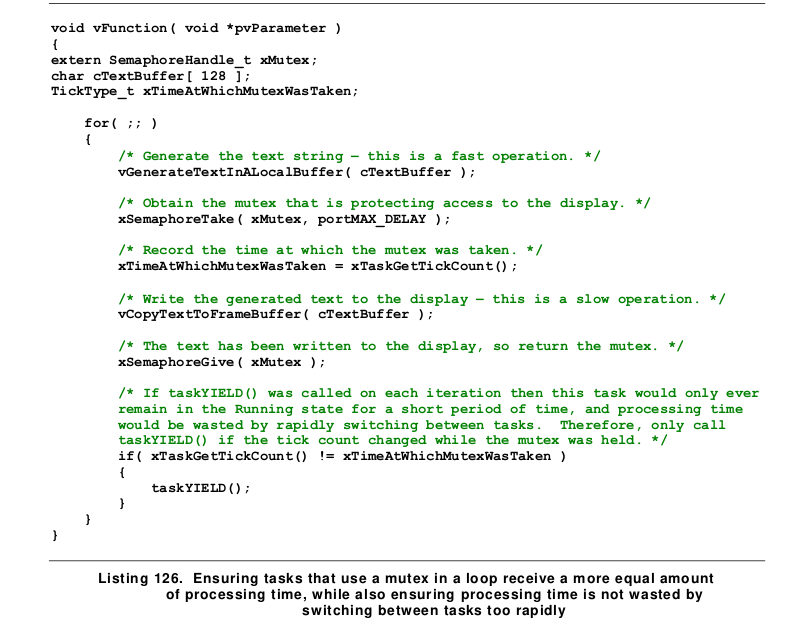 void vFunction( void *pvParameter )
{
extern SemaphoreHandle_t xMutex;
char cTextBuffer[ 128 ];
TickType_t xTimeAtWhichMutexWasTaken;
for( ;; )
{
/* Generate the text string – this is a fast operation. */
vGenerateTextInALocalBuffer( cTextBuffer );
/* Obtain the mutex that is protecting access to the display. */
xSemaphoreTake( xMutex, portMAX_DELAY );
/* Record the time at which the mutex was taken. */
xTimeAtWhichMutexWasTaken = xTaskGetTickCount();
/* Write the generated text to the display – this is a slow operation. */
vCopyTextToFrameBuffer( cTextBuffer );
/* The text has been written to the display, so return the mutex. */
xSemaphoreGive( xMutex );
/* If taskYIELD() was called on each iteration then this task would only ever
remain in the Running state for a short period of time, and processing time
would be wasted by rapidly switching between tasks.  Therefore, only call
taskYIELD() if the tick count changed while the mutex was held. */
if( xTaskGetTickCount() != xTimeAtWhichMutexWasTaken )
{
taskYIELD();
}
}
}
Listing 126.  Ensuring tasks that use a mutex in a loop receive a more equal amount
of processing time, while also ensuring processing time is not wasted by
switching between tasks too rapidly